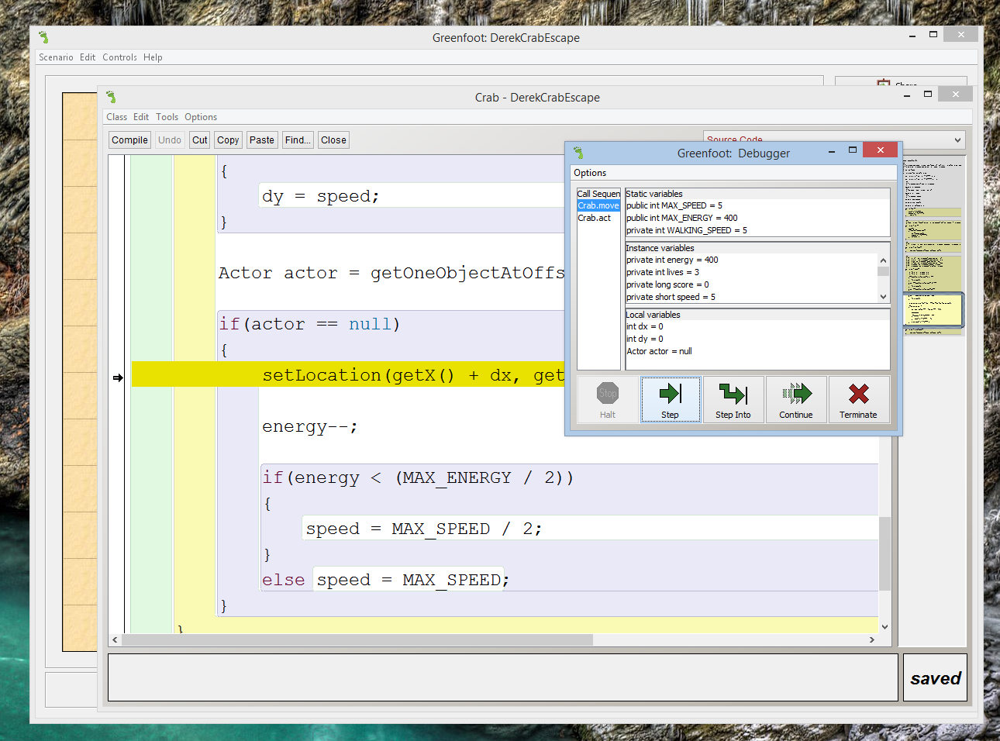 Greenfoot: DerekCrabEscape
Scenario Edit Controls Help
Crab - DerekCrabEscape
Class Edit Tools Options
Compile Undo Cut Copy Paste Find... Close
Source Code
{
dy = speed;
}
Actor actor = getOneObjectAtOffs
if(actor == null)
{
setLocation(getX() + dx, get
energy--;
if(energy < (MAX_ENERGY / 2))
{
speed = MAX_SPEED / 2;
}
else speed = MAX_SPEED;
}
}
saved
Greenfoot: Debugger
Options
Call Sequen
Crab.move
Crab.act
Static variables
public int MAX_SPEED = 5
public int MAX_ENERGY = 400
private int WALKING_SPEED = 5
Instance variables
private int energy = 400
private int lives = 3
private long score = 0
private short speed = 5
Local variables
int dx = 0
int dy = 0
Actor actor = null
Stop
Halt Step Step Into Continue Terminate